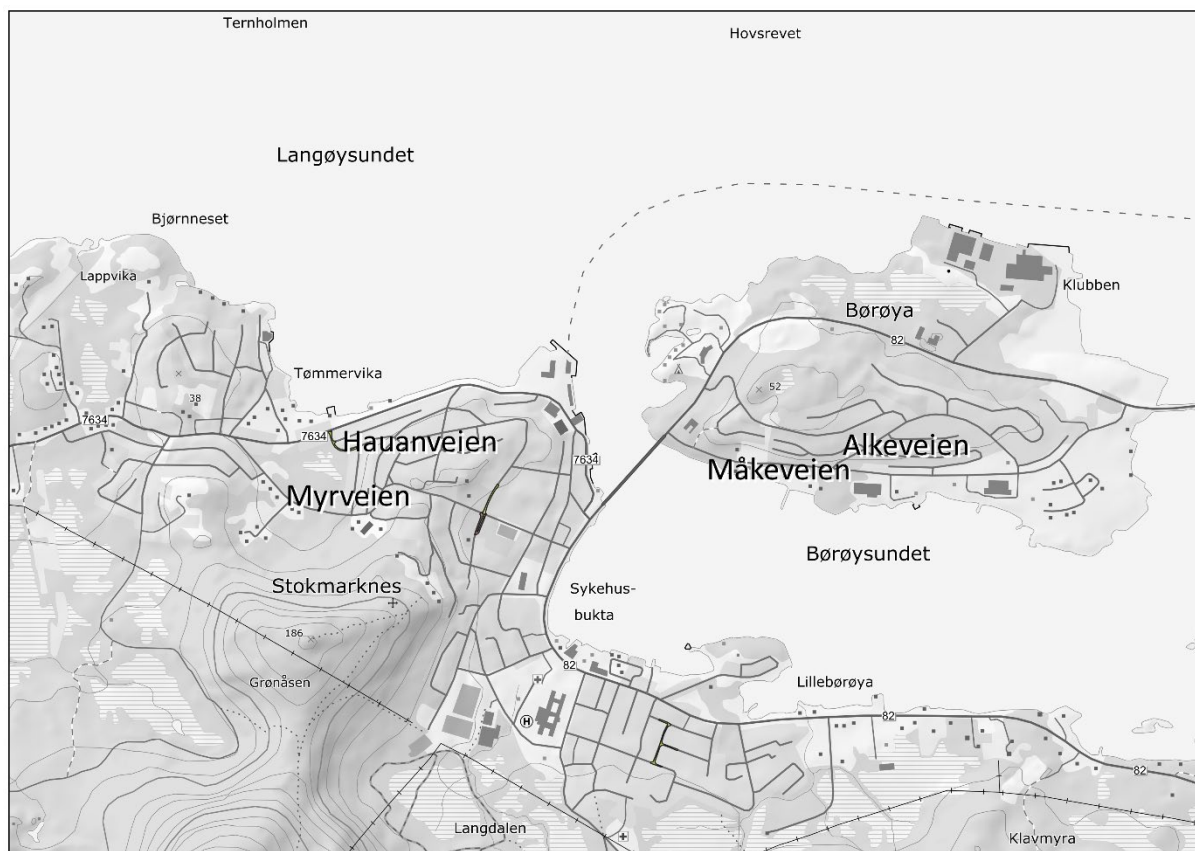 Ternholmen
Hovsrevet
Langøysundet
Bjørnneset
Lappvika
Klubben
Børøya
82
Tømmervika
52
38
7634
7634
Hauanveien
Alkeveien
7634
Måkeveien
Myrveien
Børøysundet
Stokmarknes
Sykehus-
bukta
186
82
Grønåsen
Lillebørøya
H
82
82
Langdalen
Klavmyra